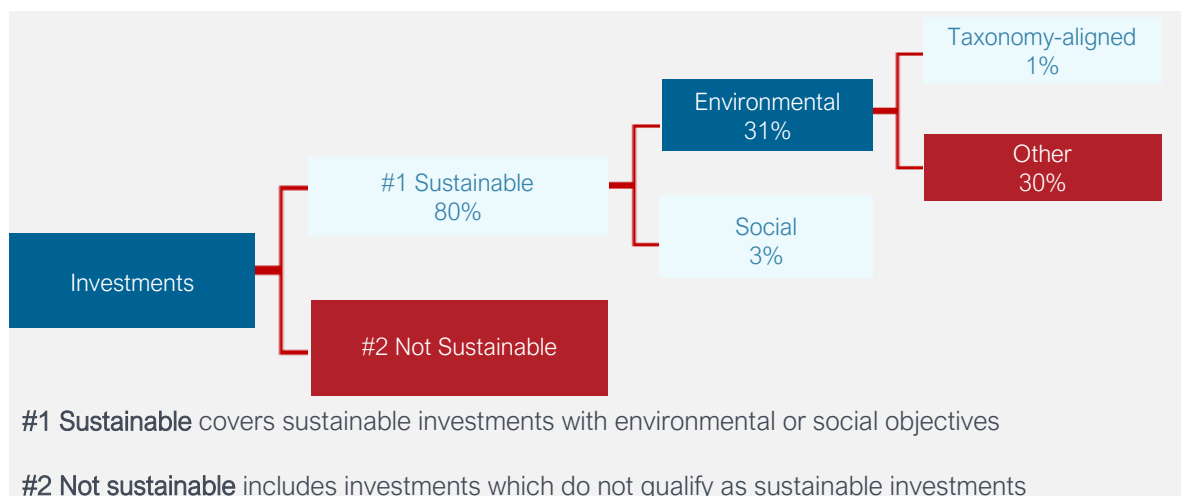 Taxonomy-aligned
1%
Environmental
31%
Other
30%
#1 Sustainable
80%
Social
3%
Investments
#2 Not Sustainable
#1 Sustainable covers sustainable investments with environmental or social objectives
#2 Not sustainable includes investments which do not qualify as sustainable investments